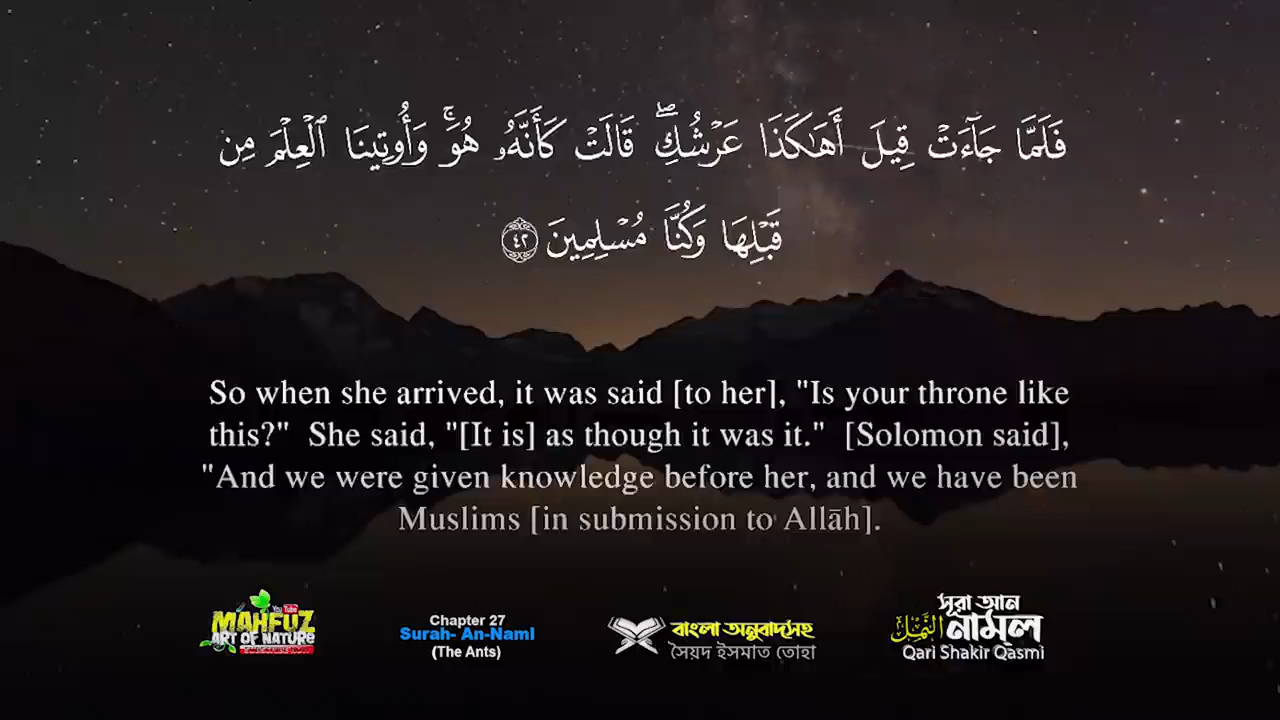 فَلَمَّا جَآءَتْ قِيلَ أَهَـٰكَذَا عَرْشُكِ ۖ قَالَتْ كَأَنَّهُۥ هُوَ ۚ وَأُوتِينَا ٱلْعِلْمَ مِن
قَبْلِهَا وَكُنَّا مُسْلِمِينَ ٤٢
So when she arrived, it was said [to her], "Is your throne like
this?" She said, "[It is] as though it was it." [Solomon said],
"And we were given knowledge before her, and we have been
Muslims [in submission to Allāh].
You Tube
MAHFUZ
ART OF NATURE
Chapter 27
Surah- An-Naml
(The Ants)
বাংলা অনুবাদসহ
সৈয়দ ইসমাত তোহা
সূরা আন
النَّمْل নামল
Qari Shakir Qasmi